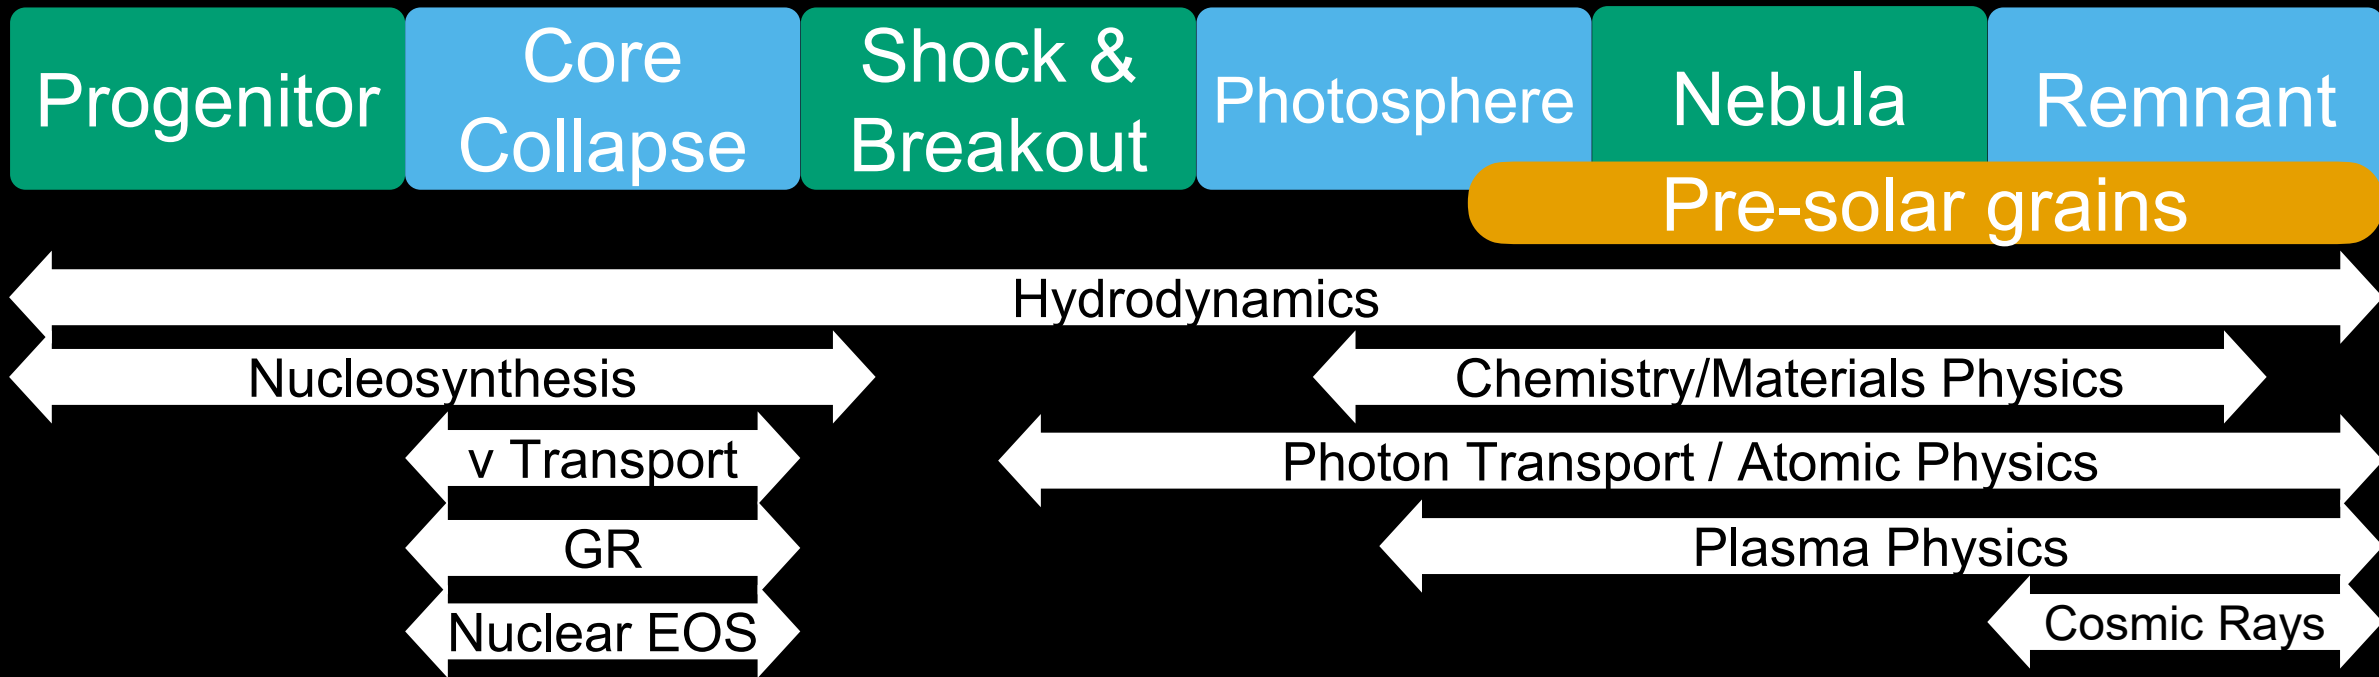 Progenitor
Core
Collapse
Shock &
Breakout
Photosphere
Nebula
Remnant
Pre-solar grains
Hydrodynamics
Nucleosynthesis
Chemistry/Materials Physics
ν Transport
Photon Transport / Atomic Physics
GR
Plasma Physics
Nuclear EOS
Cosmic Rays